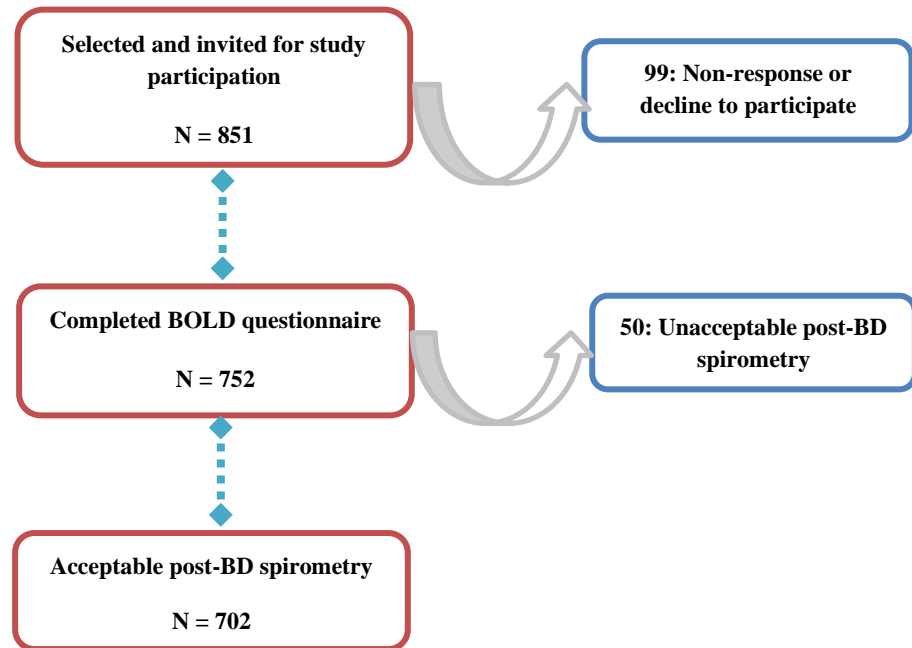 Selected and invited for study
participation
N = 851
99: Non-response or
decline to participate
Completed BOLD questionnaire
N = 752
50: Unacceptable post-BD
spirometry
Acceptable post-BD spirometry
N = 702